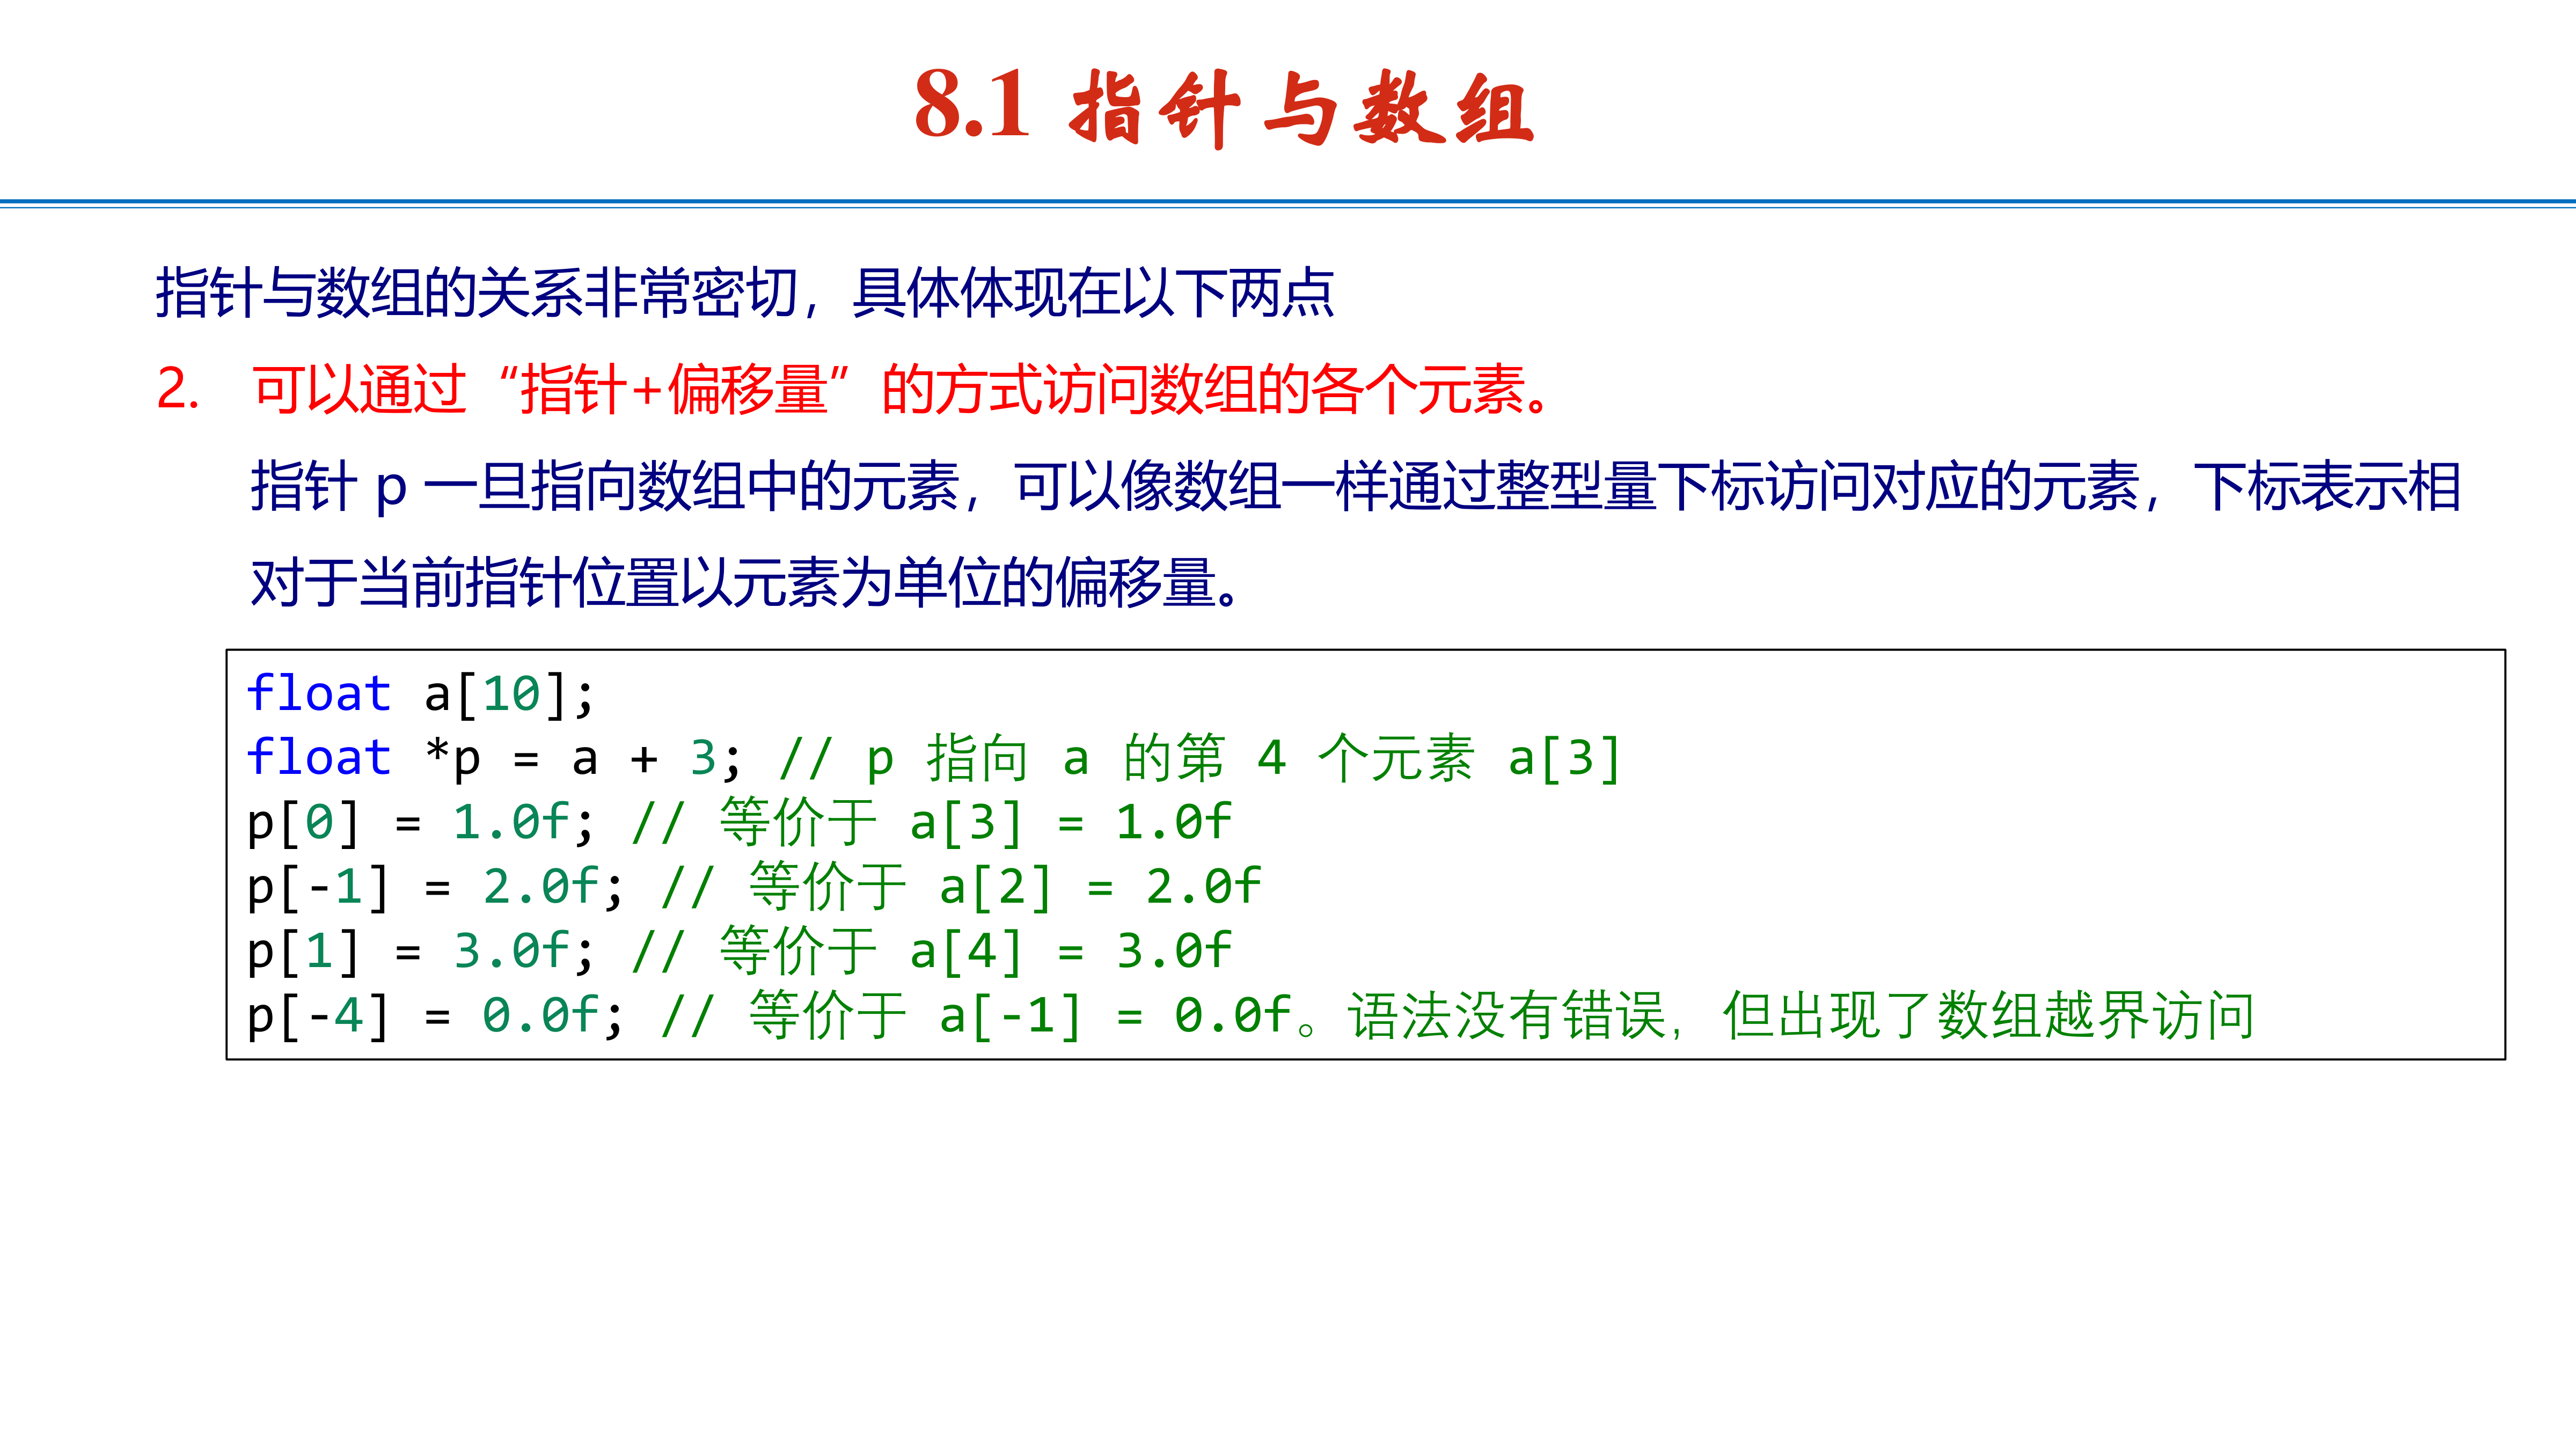 8.1 指针与数组
指针与数组的关系非常密切，具体体现在以下两点
2. 可以通过“指针+偏移量”的方式访问数组的各个元素。
指针 p 一旦指向数组中的元素，可以像数组一样通过整型量下标访问对应的元素，下标表示相
对于当前指针位置以元素为单位的偏移量。
float a[10];
float *p = a + 3; // p 指向 a 的第 4 个元素 a[3]
p[0] = 1.0f; // 等价于 a[3] = 1.0f
p[-1] = 2.0f; // 等价于 a[2] = 2.0f
p[1] = 3.0f; // 等价于 a[4] = 3.0f
p[-4] = 0.0f; // 等价于 a[-1] = 0.0f。语法没有错误，但出现了数组越界访问